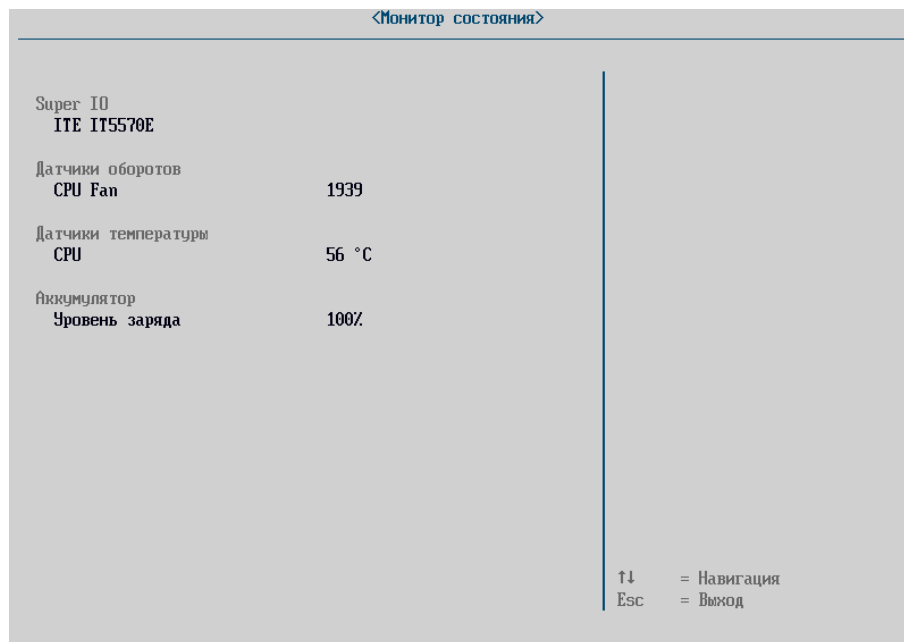 <Монитор состояния>
Super IO
ITE IT5570E
Датчики оборотов
CPU Fan 1939
Датчики температуры
CPU 56 °C
Аккумулятор
Уровень заряда 100%
↑↓ = Навигация
Esc = Выход